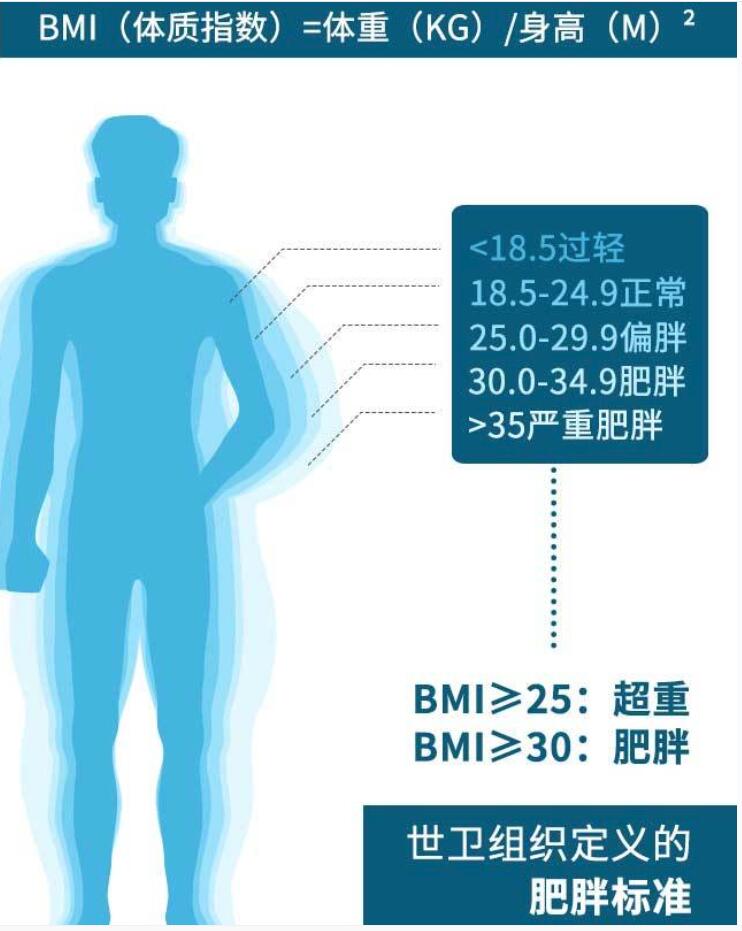 BMI（体质指数）=体重（KG）/身高（M）²
<18.5过轻
18.5-24.9正常
25.0-29.9偏胖
30.0-34.9肥胖
>35严重肥胖
BMI⩾25：超重
BMI⩾30：肥胖
世卫组织定义的
肥胖标准